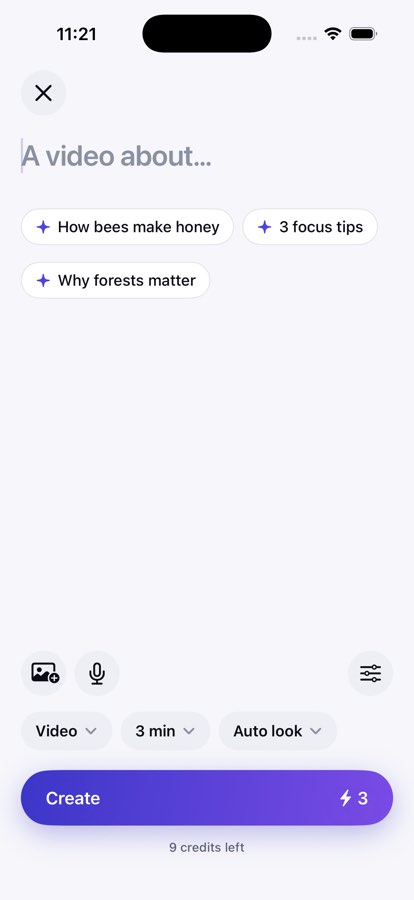 11:21
A video about...
How bees make honey
3 focus tips
Why forests matter
Video
3 min
Auto look
Create
3
9 credits left